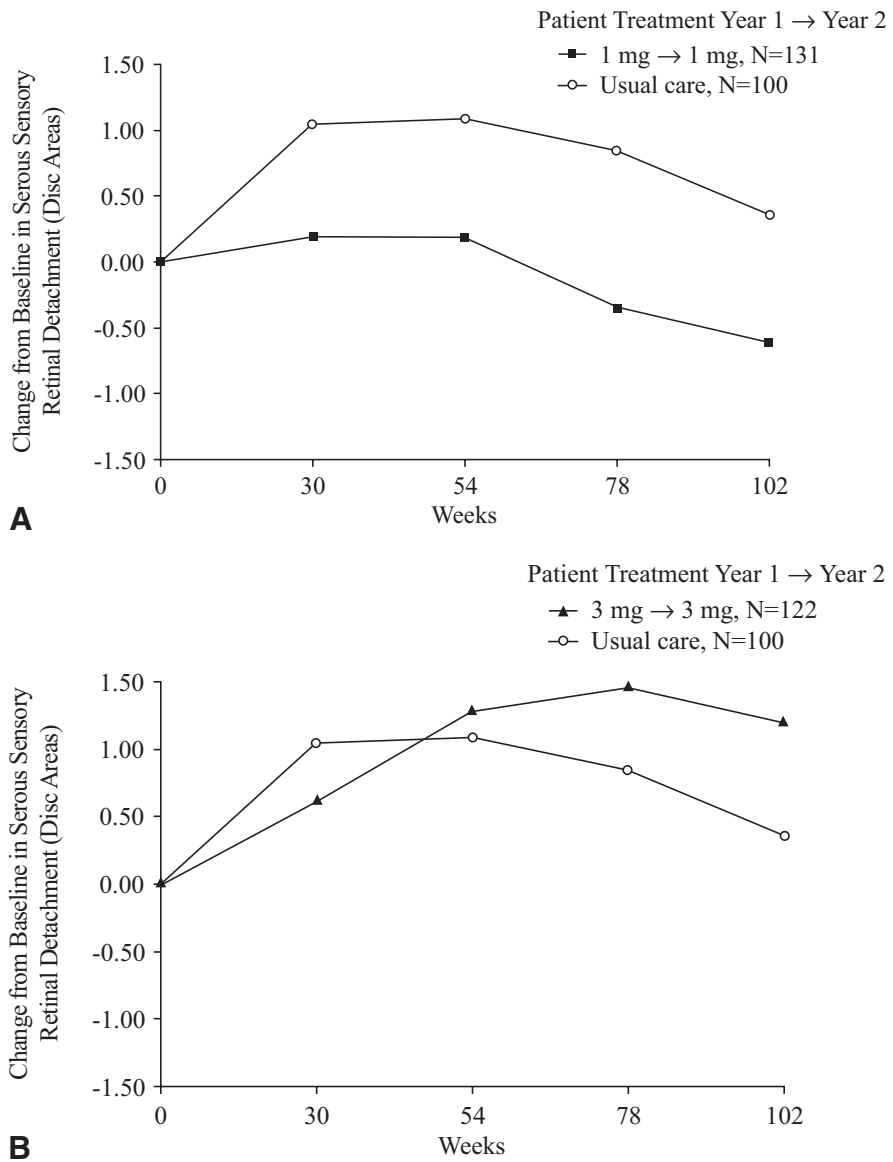 Patient Treatment Year 1 → Year 2
1 mg → 1 mg, N=131
Usual care, N=100
Change from Baseline in Serous Sensory
Retinal Detachment (Disc Areas)
1.50
1.00
0.50
0.00
-0.50
-1.00
-1.50
0 30 54 78 102
Weeks
A
Patient Treatment Year 1 → Year 2
3 mg → 3 mg, N=122
Usual care, N=100
Change from Baseline in Serous Sensory
Retinal Detachment (Disc Areas)
1.50
1.00
0.50
0.00
-0.50
-1.00
-1.50
0 30 54 78 102
Weeks
B